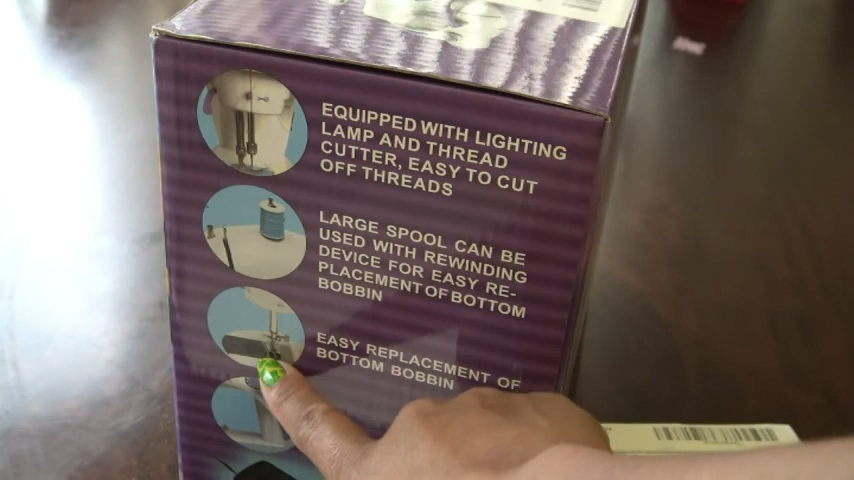 EQUIPPED WITH LIGHTING
LAMP AND THREAD
CUTTER, EASY TO CUT
OFF THREADS
LARGE SPOOL CAN BE
USED WITH REWINDING
DEVICE FOR EASY RE-
PLACEMENT OF BOTTOM
BOBBIN
EASY REPLACEMENT OF
BOTTOM BOBBIN